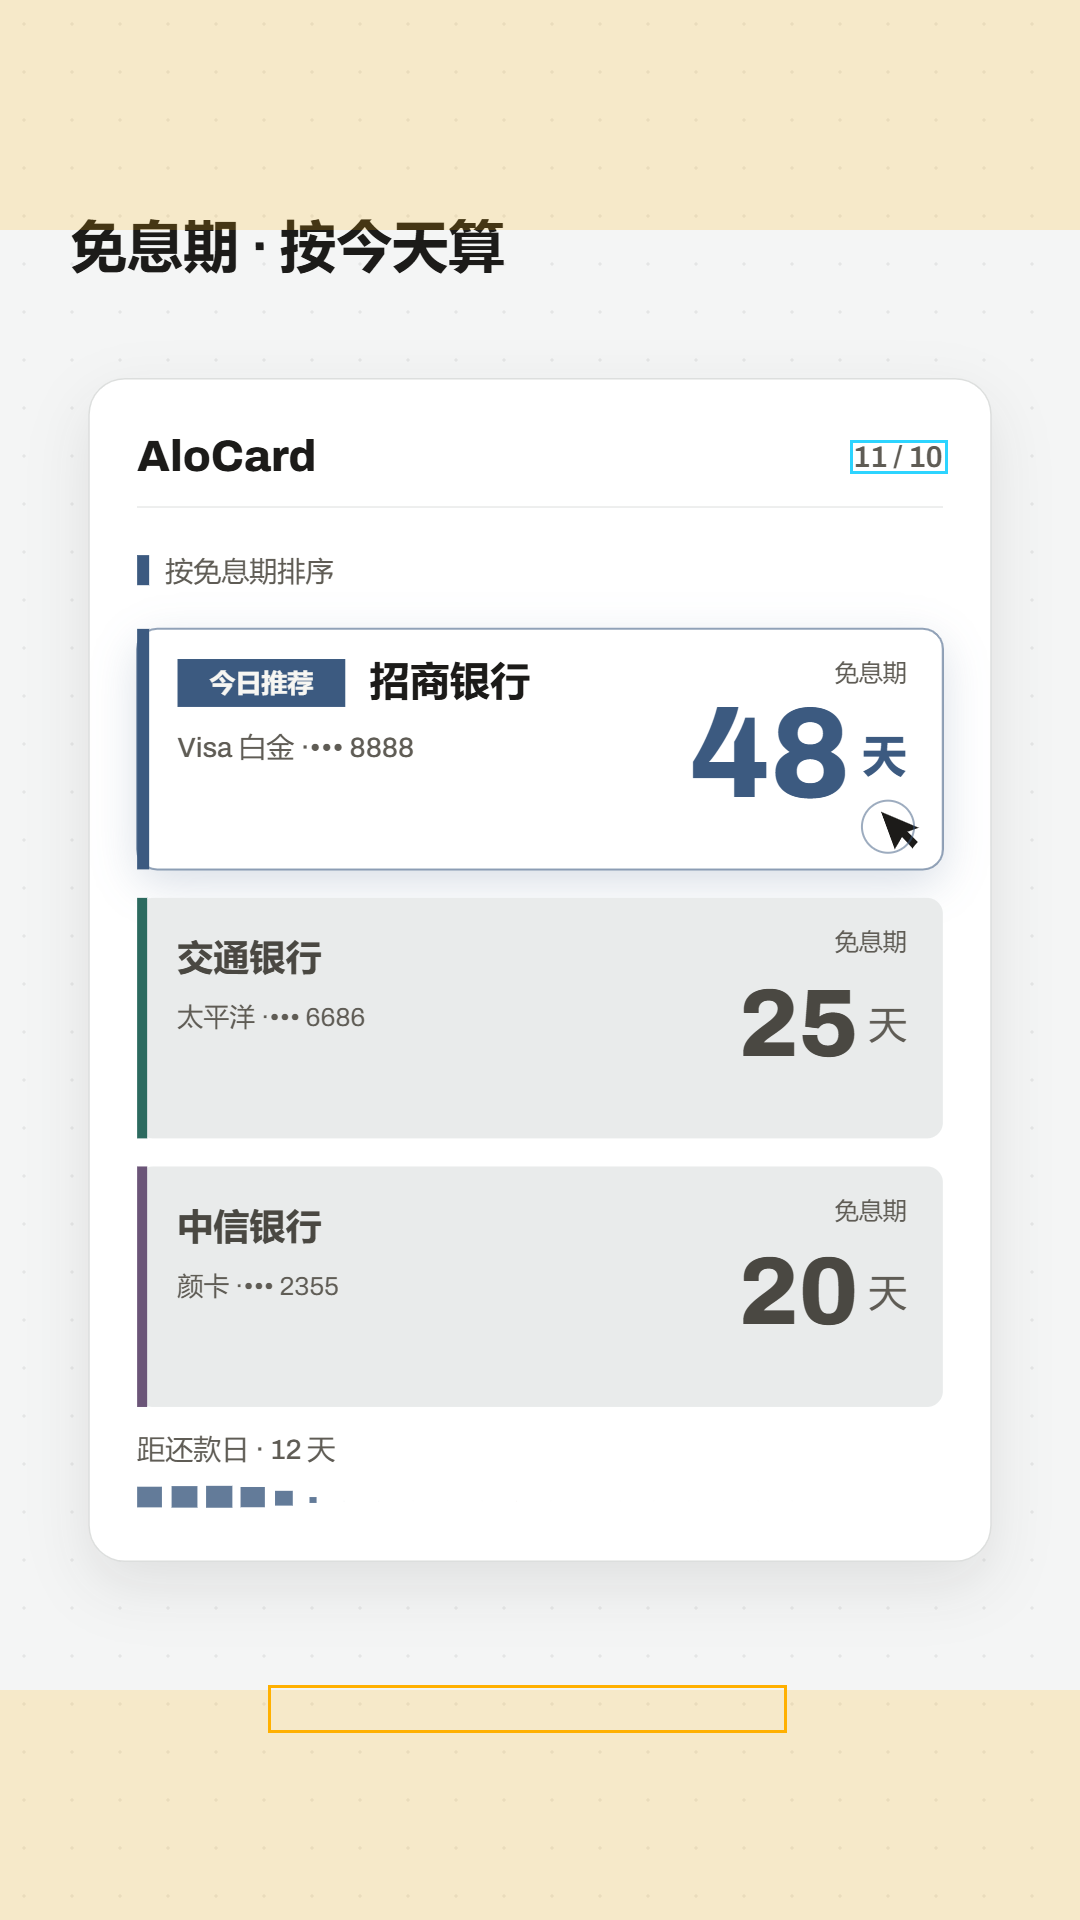 免息期 · 按今天算
AloCard
11 / 10
按免息期排序
今日推荐 招商银行
免息期
Visa 白金 ···· 8888
48 天
交通银行
免息期
太平洋 ···· 6686
25 天
中信银行
免息期
颜卡 ···· 2355
20 天
距还款日 · 12 天